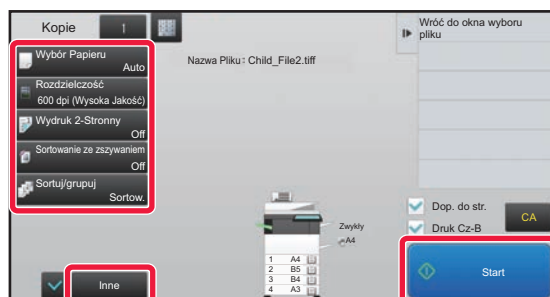 Kopie
1
Wybór Papieru
Auto
Rozdzielczość
600 dpi (Wysoka Jakość)
Wydruk 2-Stronny
Off
Sortowanie ze zszywaniem
Off
Sortuj/grupuj
Sortow.
Inne
Nazwa Pliku: Child_File2.tiff
Zwykły
A4
1 A4
2 B5
3 B4
4 A3
Wróć do okna wyboru
pliku
Dop. do str.
Druk Cz-B
CA
Start